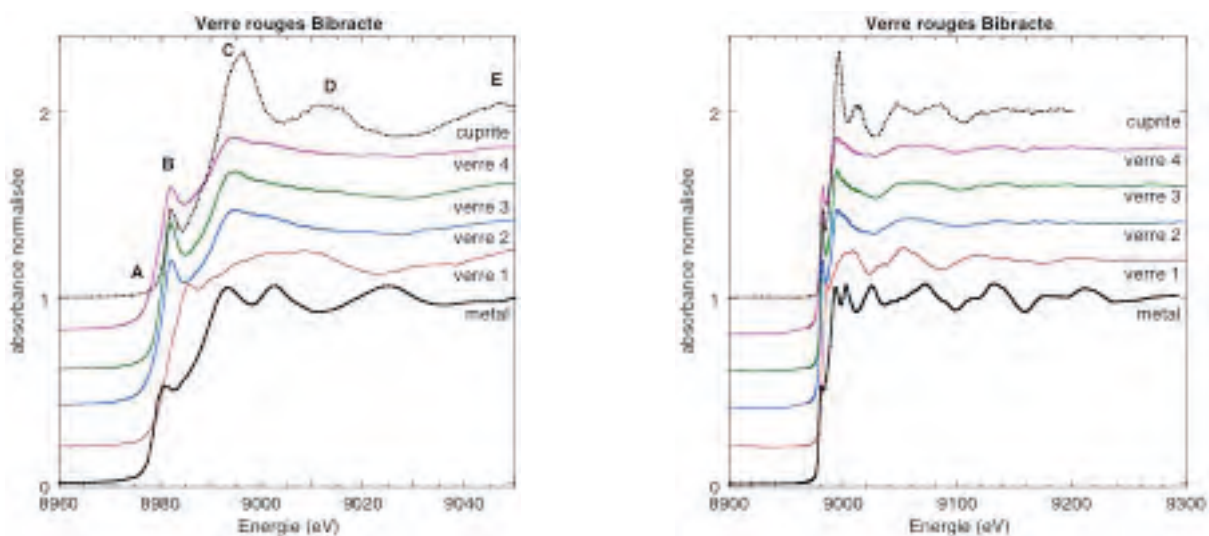 Verre rouges Bibracte
absorbance normalisée
2
1
0
A
B
C
D
E
cuprite
verre 4
verre 3
verre 2
verre 1
metal
8960 8980 9000 9020 9040
Energie (eV)
Verre rouges Bibracte
absorbance normalisée
2
1
0
cuprite
verre 4
verre 3
verre 2
verre 1
metal
8900 9000 9100 9200 9300
Energie (eV)